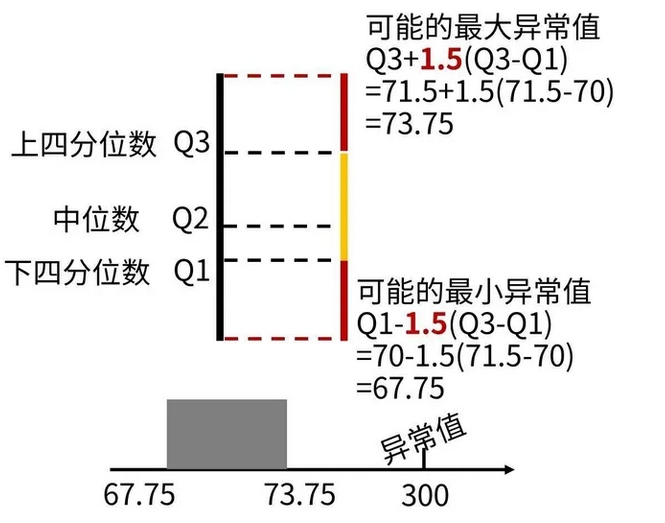 可能的最大异常值
Q3+1.5(Q3-Q1)
=71.5+1.5(71.5-70)
=73.75
上四分位数 Q3
中位数 Q2
下四分位数 Q1
可能的最小异常值
Q1-1.5(Q3-Q1)
=70-1.5(71.5-70)
=67.75
异常值
67.75 73.75 300